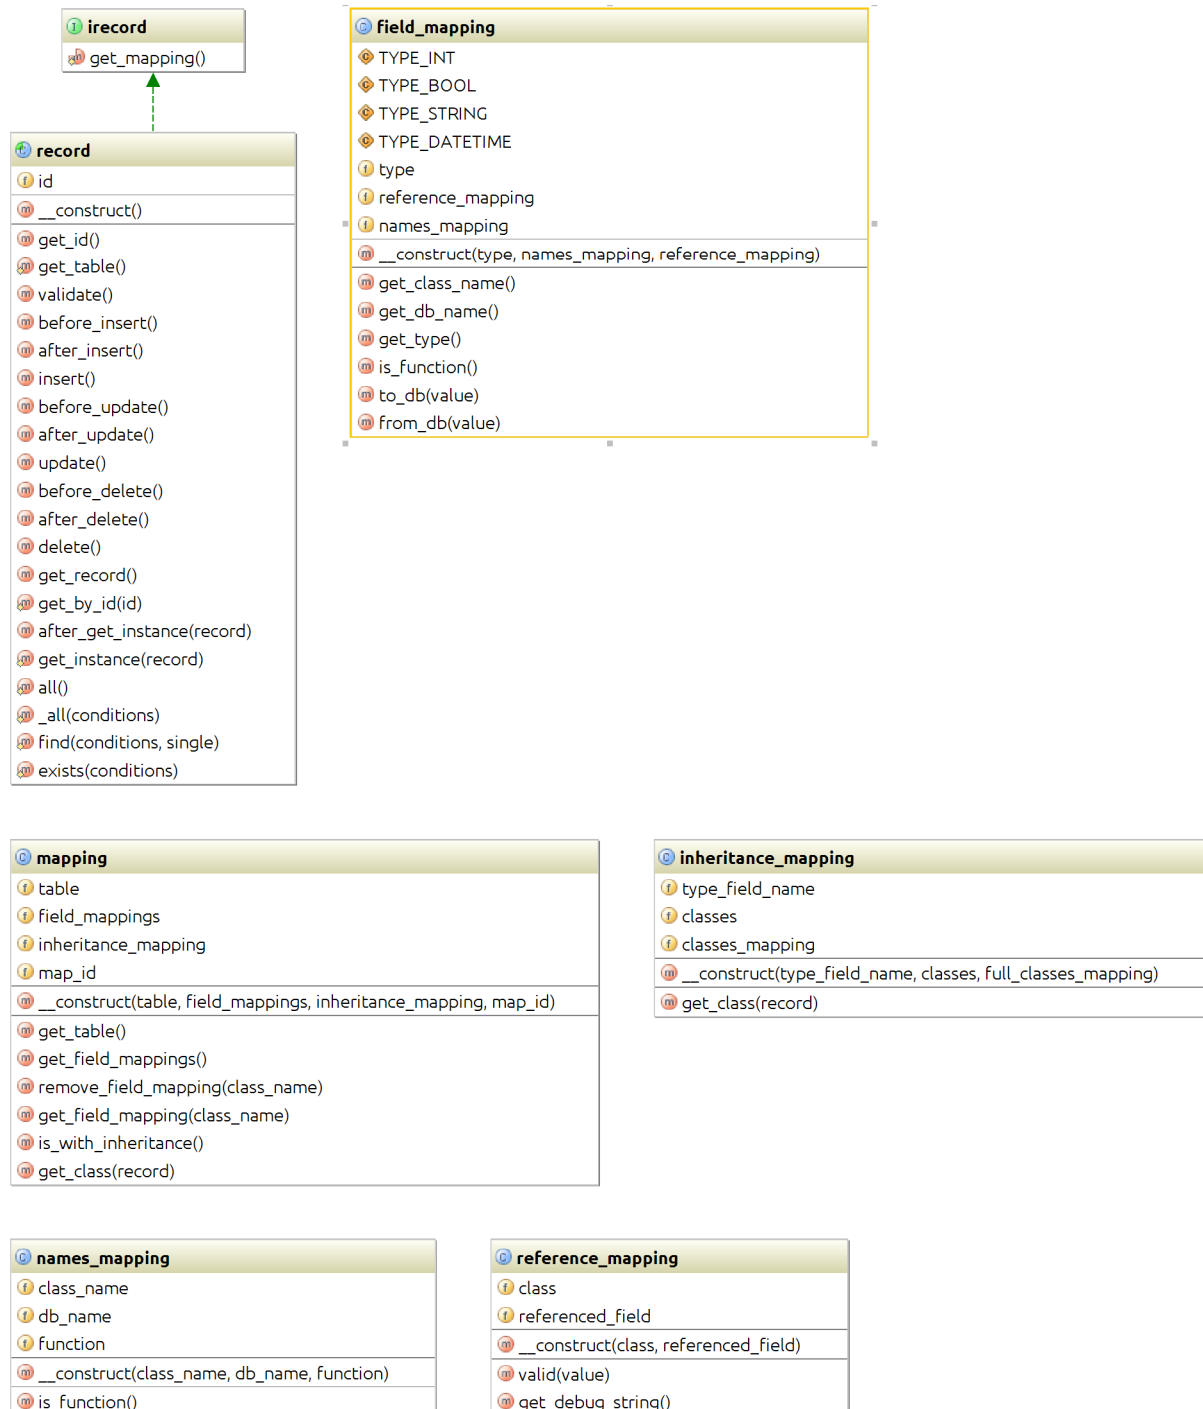 irecord
get_mapping()
record
id
__construct()
get_id()
get_table()
validate()
before_insert()
after_insert()
insert()
before_update()
after_update()
update()
before_delete()
after_delete()
delete()
get_record()
get_by_id(id)
after_get_instance(record)
get_instance(record)
all()
_all(conditions)
find(conditions, single)
exists(conditions)
field_mapping
TYPE_INT
TYPE_BOOL
TYPE_STRING
TYPE_DATETIME
type
reference_mapping
names_mapping
__construct(type, names_mapping, reference_mapping)
get_class_name()
get_db_name()
get_type()
is_function()
to_db(value)
from_db(value)
mapping
table
field_mappings
inheritance_mapping
map_id
__construct(table, field_mappings, inheritance_mapping, map_id)
get_table()
get_field_mappings()
remove_field_mapping(class_name)
get_field_mapping(class_name)
is_with_inheritance()
get_class(record)
inheritance_mapping
type_field_name
classes
classes_mapping
__construct(type_field_name, classes, full_classes_mapping)
get_class(record)
names_mapping
class_name
db_name
function
__construct(class_name, db_name, function)
is_function()
reference_mapping
class
referenced_field
__construct(class, referenced_field)
valid(value)
get_debug_string()